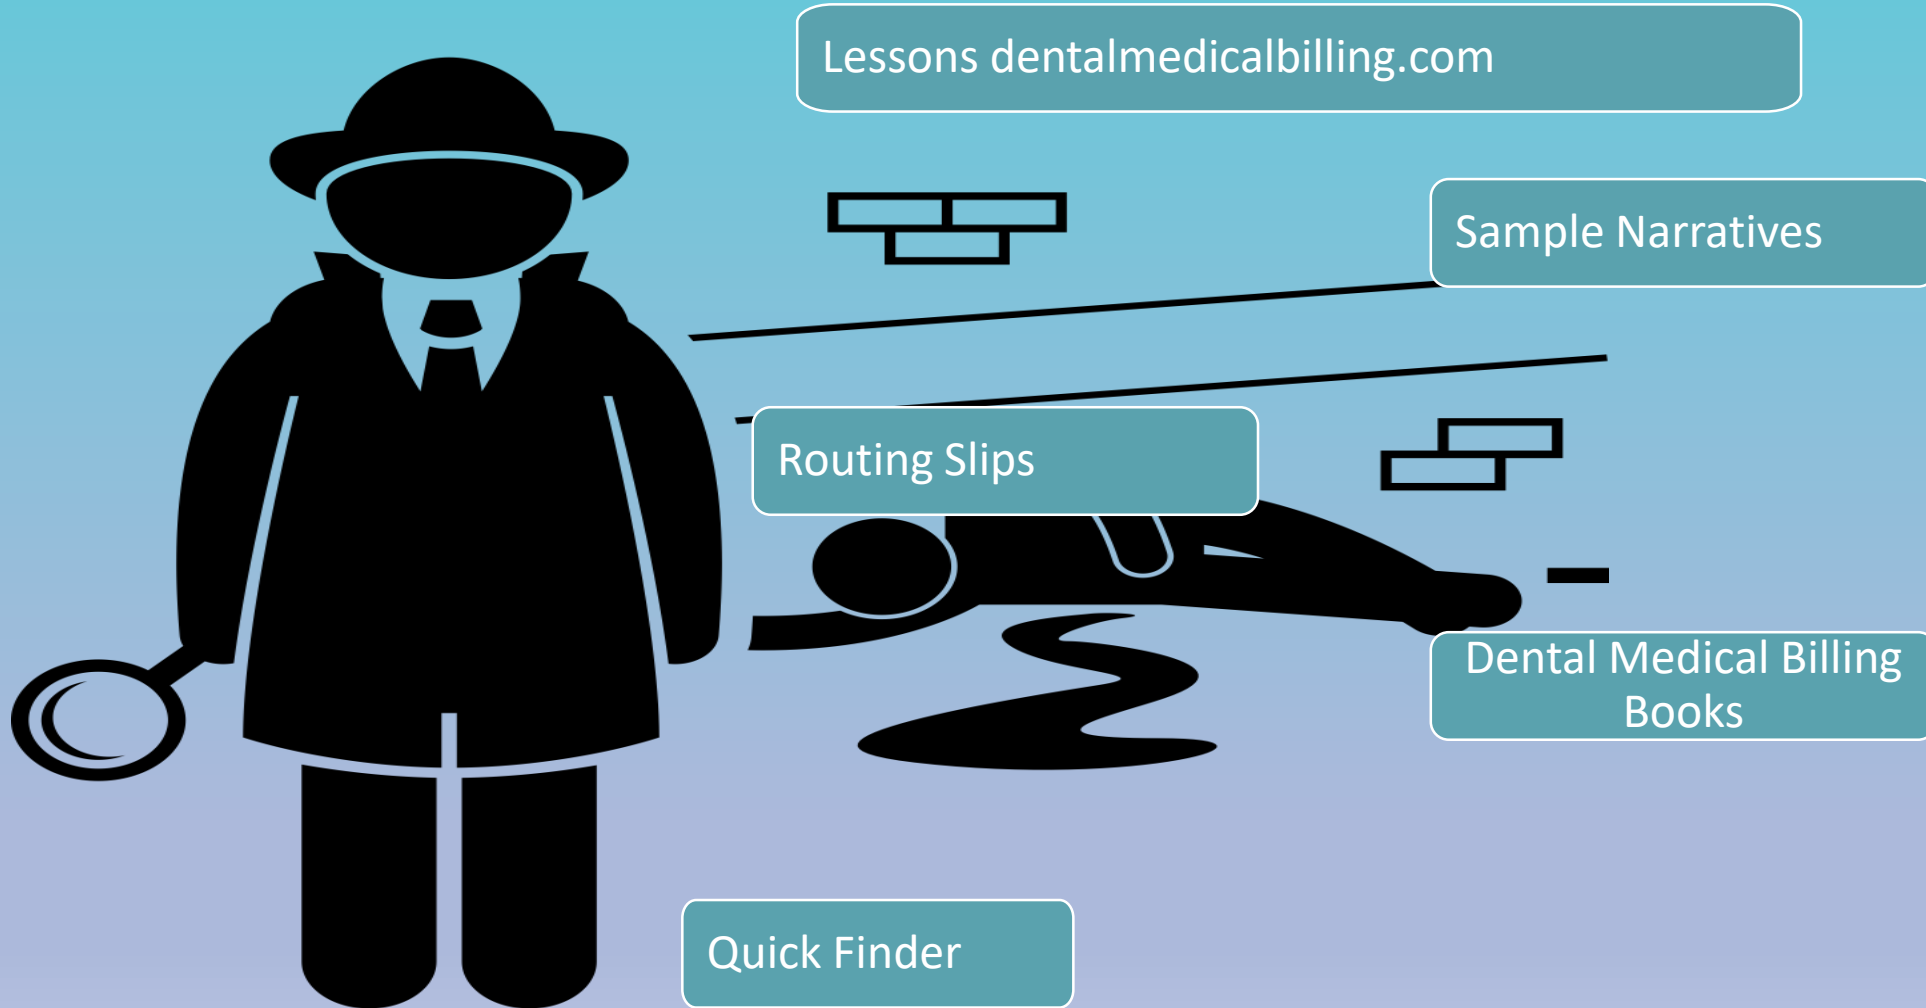 Lessons dentalmedicalbilling.com
Sample Narratives
Routing Slips
Dental Medical Billing
Books
Quick Finder